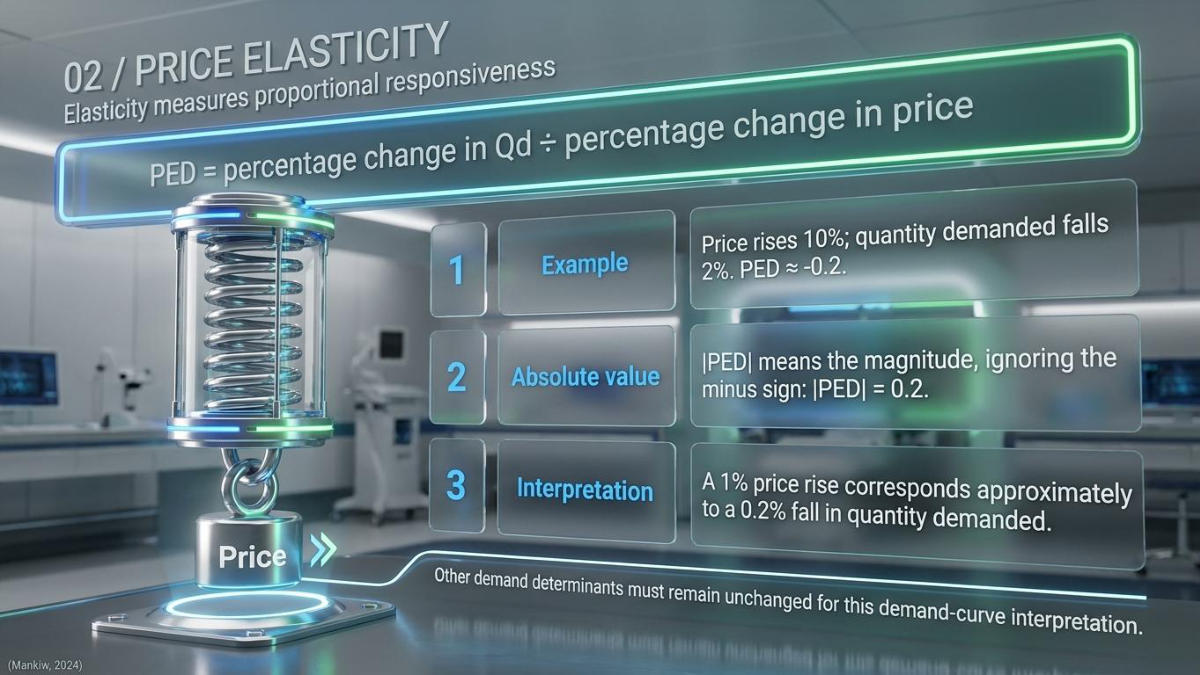 02 / PRICE ELASTICITY
Elasticity measures proportional responsiveness
PED = percentage change in Qd ÷ percentage change in price
1
Example
Price rises 10%; quantity demanded falls
2%. PED ≈ -0.2.
2
Absolute value
|PED| means the magnitude, ignoring the
minus sign: |PED| = 0.2.
3
Interpretation
A 1% price rise corresponds approximately
to a 0.2% fall in quantity demanded.
Price
Other demand determinants must remain unchanged for this demand-curve interpretation.
(Mankiw, 2024)